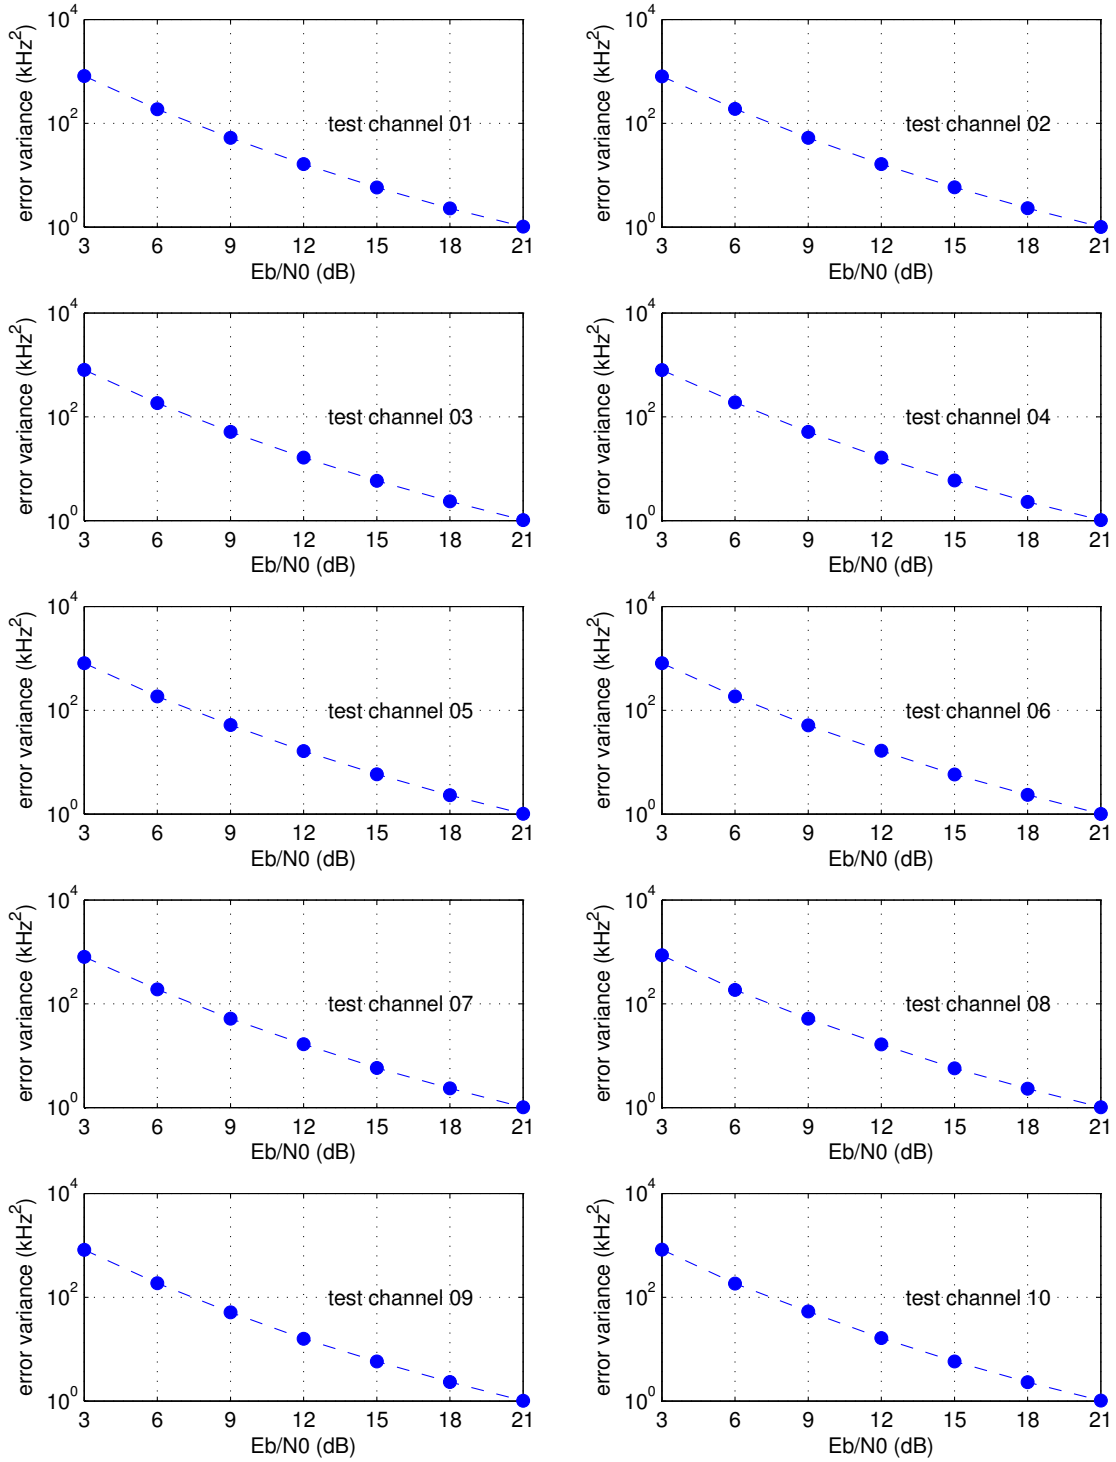 10^4
10^2
10^0
error variance (kHz^2)
test channel 01
3 6 9 12 15 18 21
Eb/N0 (dB)
10^4
10^2
10^0
error variance (kHz^2)
test channel 02
3 6 9 12 15 18 21
Eb/N0 (dB)
10^4
10^2
10^0
error variance (kHz^2)
test channel 03
3 6 9 12 15 18 21
Eb/N0 (dB)
10^4
10^2
10^0
error variance (kHz^2)
test channel 04
3 6 9 12 15 18 21
Eb/N0 (dB)
10^4
10^2
10^0
error variance (kHz^2)
test channel 05
3 6 9 12 15 18 21
Eb/N0 (dB)
10^4
10^2
10^0
error variance (kHz^2)
test channel 06
3 6 9 12 15 18 21
Eb/N0 (dB)
10^4
10^2
10^0
error variance (kHz^2)
test channel 07
3 6 9 12 15 18 21
Eb/N0 (dB)
10^4
10^2
10^0
error variance (kHz^2)
test channel 08
3 6 9 12 15 18 21
Eb/N0 (dB)
10^4
10^2
10^0
error variance (kHz^2)
test channel 09
3 6 9 12 15 18 21
Eb/N0 (dB)
10^4
10^2
10^0
error variance (kHz^2)
test channel 10
3 6 9 12 15 18 21
Eb/N0 (dB)